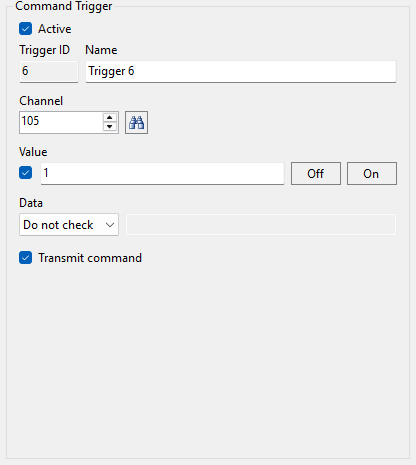 Command Trigger
Active
Trigger ID Name
6 Trigger 6
Channel
105
Value
1 Off On
Data
Do not check
Transmit command